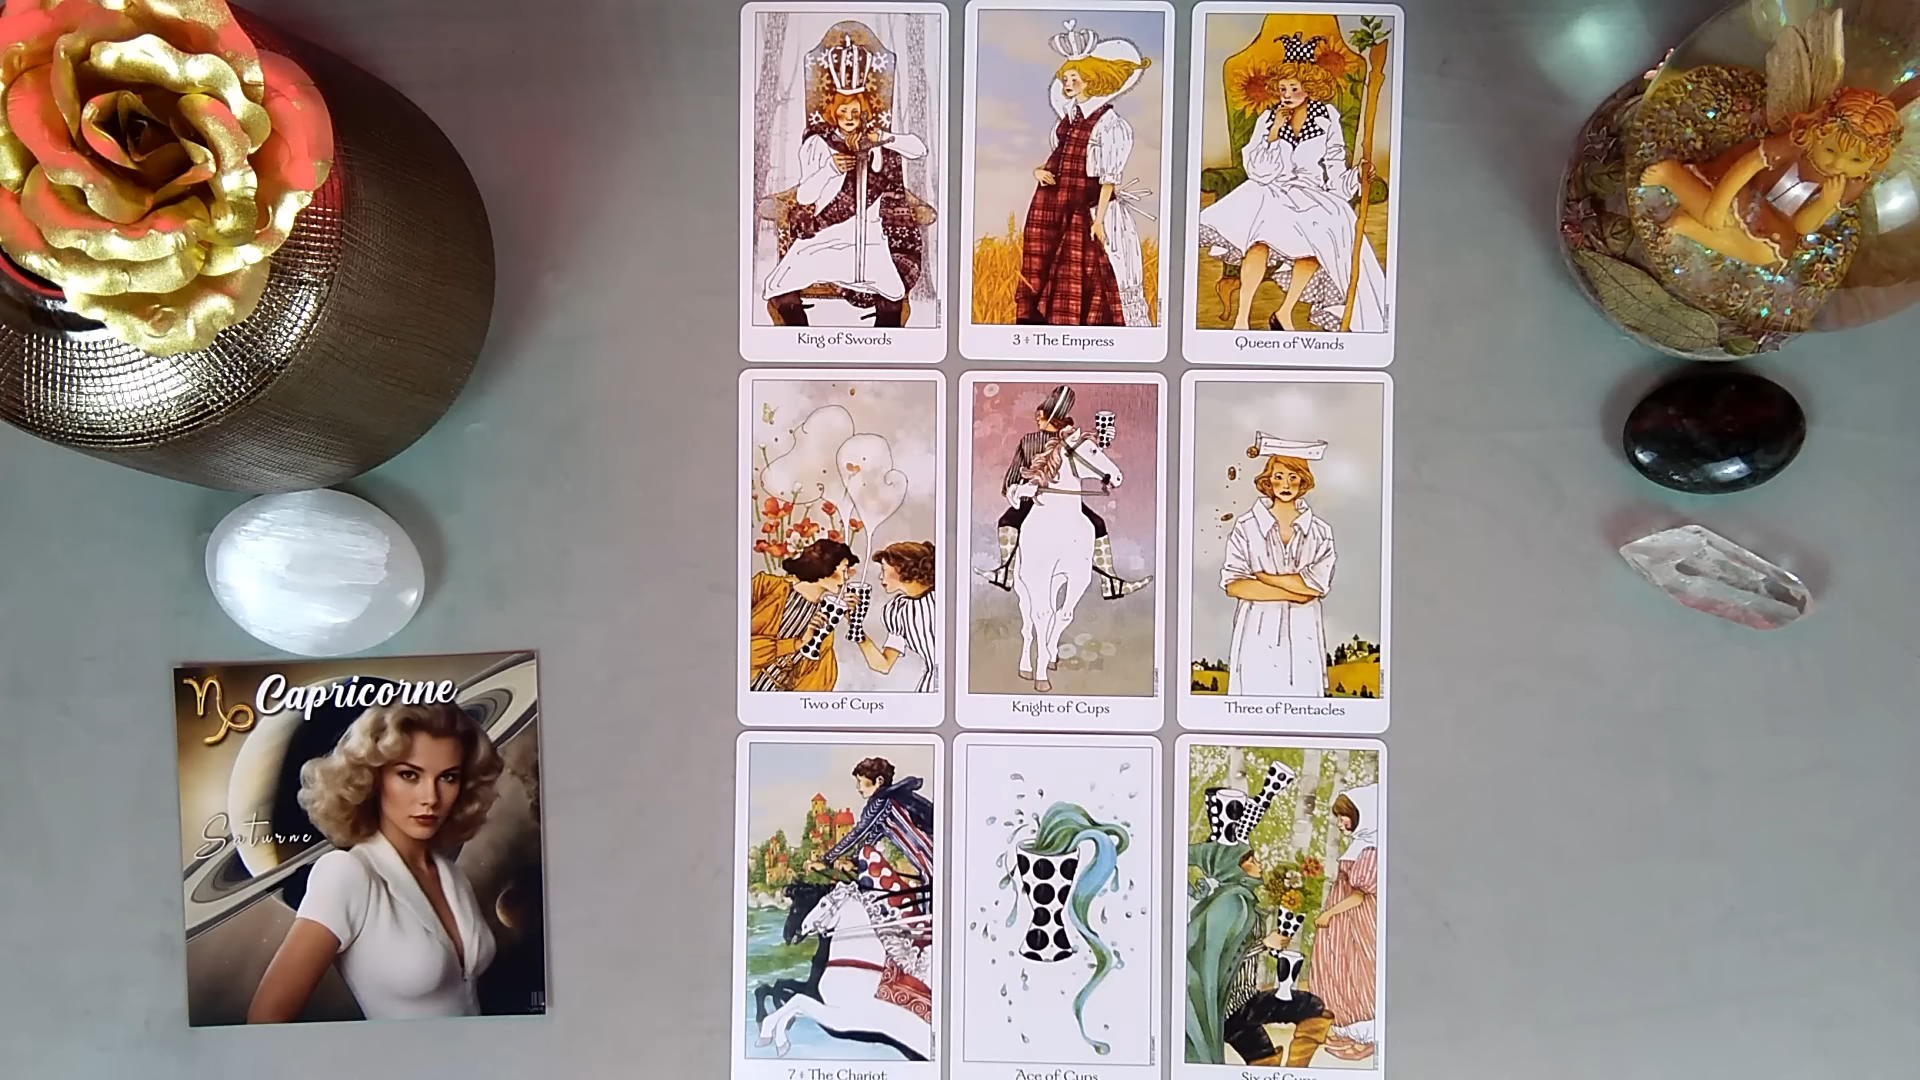 King of Swords
3 ‡ The Empress
Queen of Wands
Two of Cups
Knight of Cups
Three of Pentacles
Capricorne
Saturne
7 ‡ The Chariot
Ace of Cups
Six of Cups